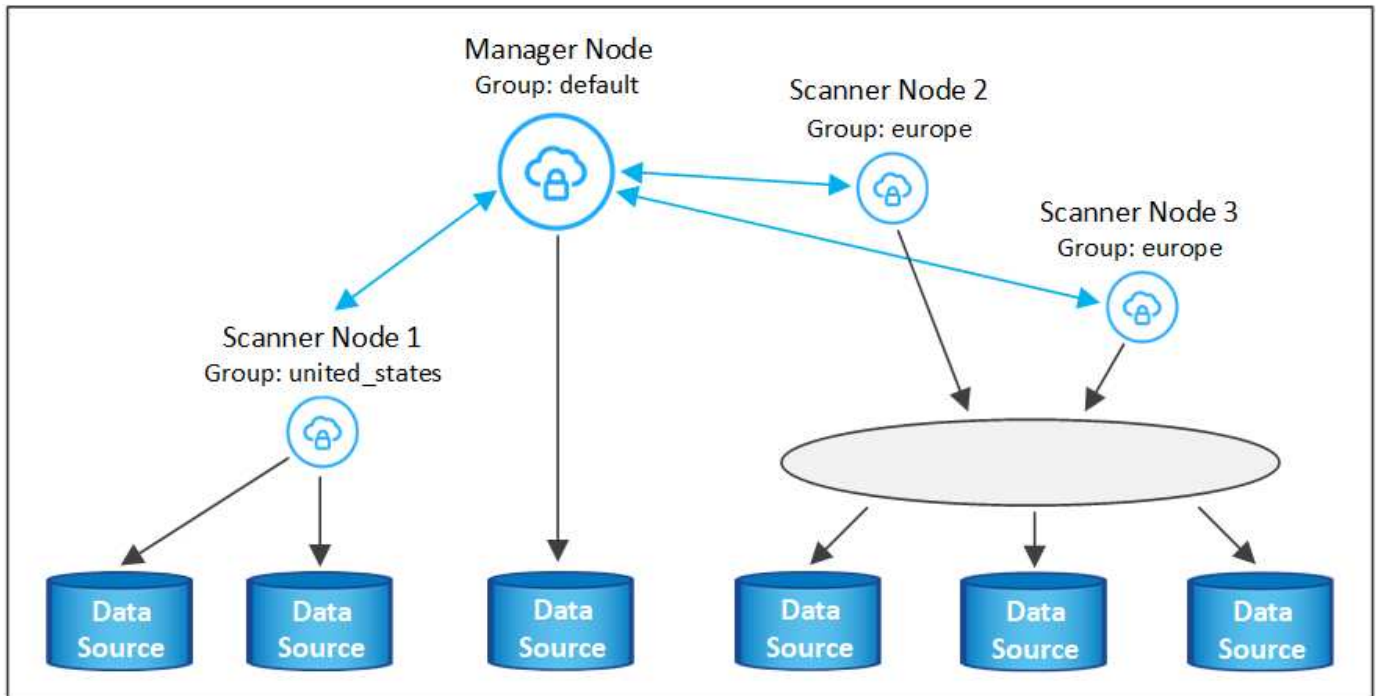 Manager Node
Group: default
Scanner Node 2
Group: europe
Scanner Node 3
Group: europe
Scanner Node 1
Group: united_states
Data
Source
Data
Source
Data
Source
Data
Source
Data
Source
Data
Source